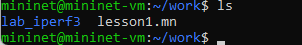 mininet@mininet-vm:~/work$ ls
lab_iperf3  lesson1.mn
mininet@mininet-vm:~/work$